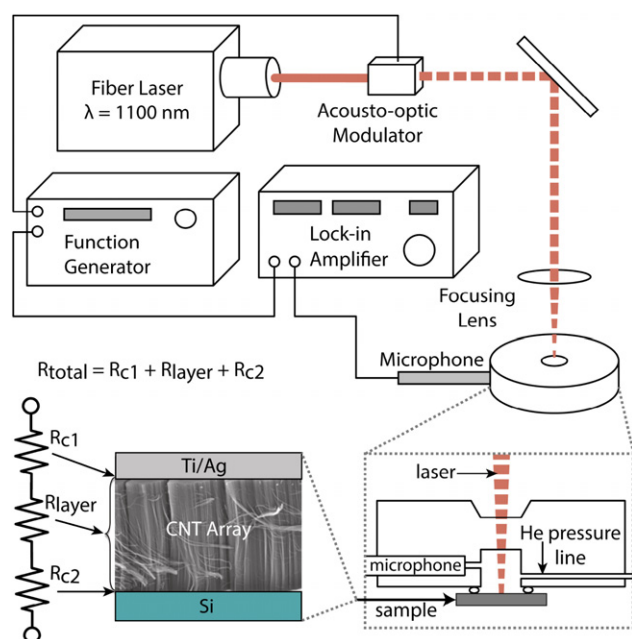 Fiber Laser
λ = 1100 nm
Acousto-optic
Modulator
Function
Generator
Lock-in
Amplifier
Focusing
Lens
Microphone
Rtotal = Rc1 + Rlayer + Rc2
Rc1
Rlayer
Rc2
Ti/Ag
CNT Array
Si
laser
microphone
He pressure
line
sample